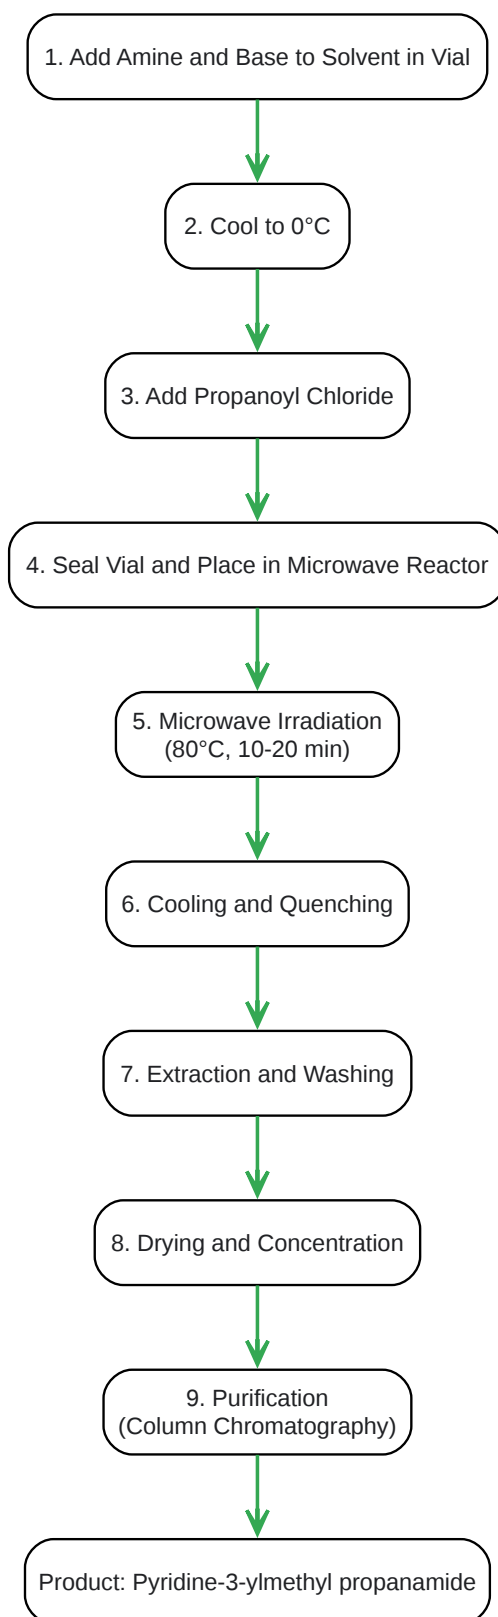 1. Add Amine and Base to Solvent in Vial
2. Cool to 0°C
3. Add Propanoyl Chloride
4. Seal Vial and Place in Microwave Reactor
5. Microwave Irradiation
(80°C, 10-20 min)
6. Cooling and Quenching
7. Extraction and Washing
8. Drying and Concentration
9. Purification
(Column Chromatography)
Product: Pyridine-3-ylmethyl propanamide